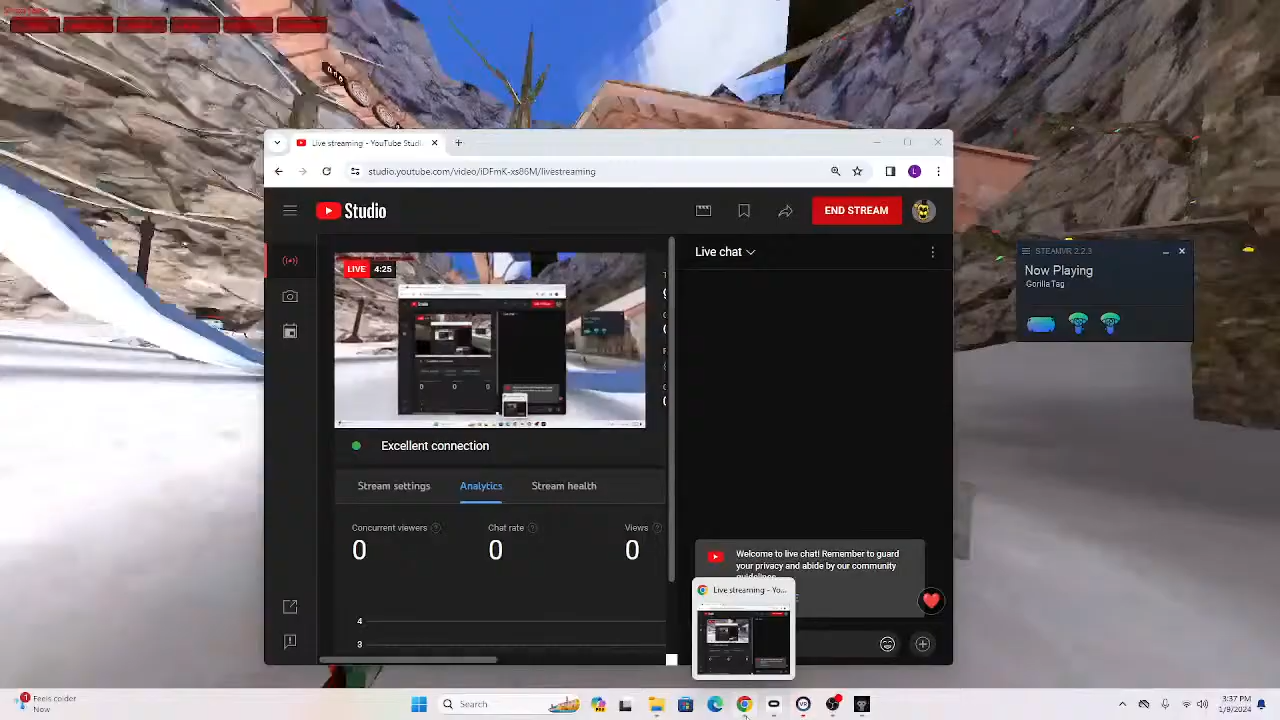 Live streaming - YouTube Studi
studio.youtube.com/video/iDFmK-xs86M/livestreaming
Studio
END STREAM
LIVE 4:25
Live chat
STEAMVR 2.2.3
Now Playing
Gorilla Tag
Excellent connection
Stream settings
Analytics
Stream health
Concurrent viewers
Chat rate
Views
0
0
0
4
3
Welcome to live chat! Remember to guard
your privacy and abide by our community
guidelines.
Live streaming - Yo...
Feels colder
Now
Search
3:37 PM
1/9/2024